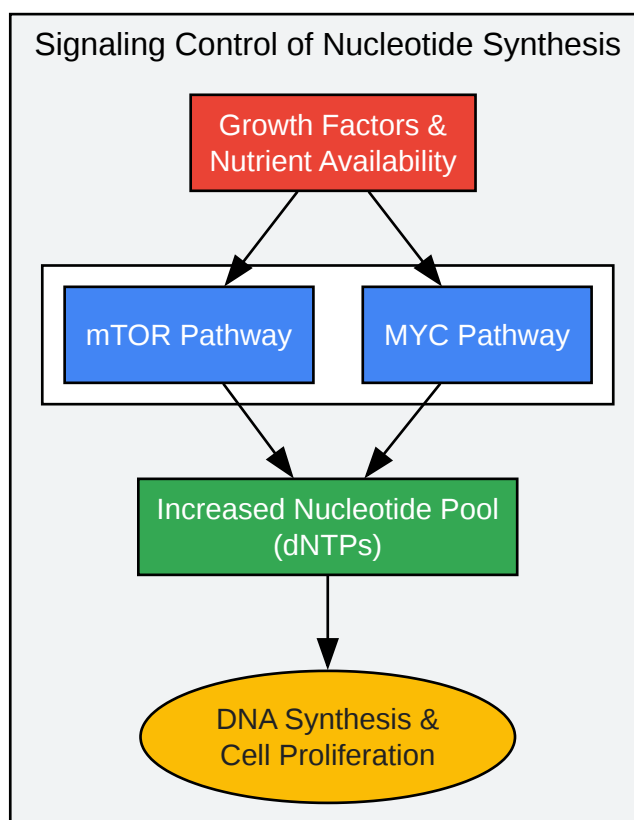 Signaling Control of Nucleotide Synthesis
Growth Factors &
Nutrient Availability
mTOR Pathway
MYC Pathway
Increased Nucleotide Pool
(dNTPs)
DNA Synthesis &
Cell Proliferation